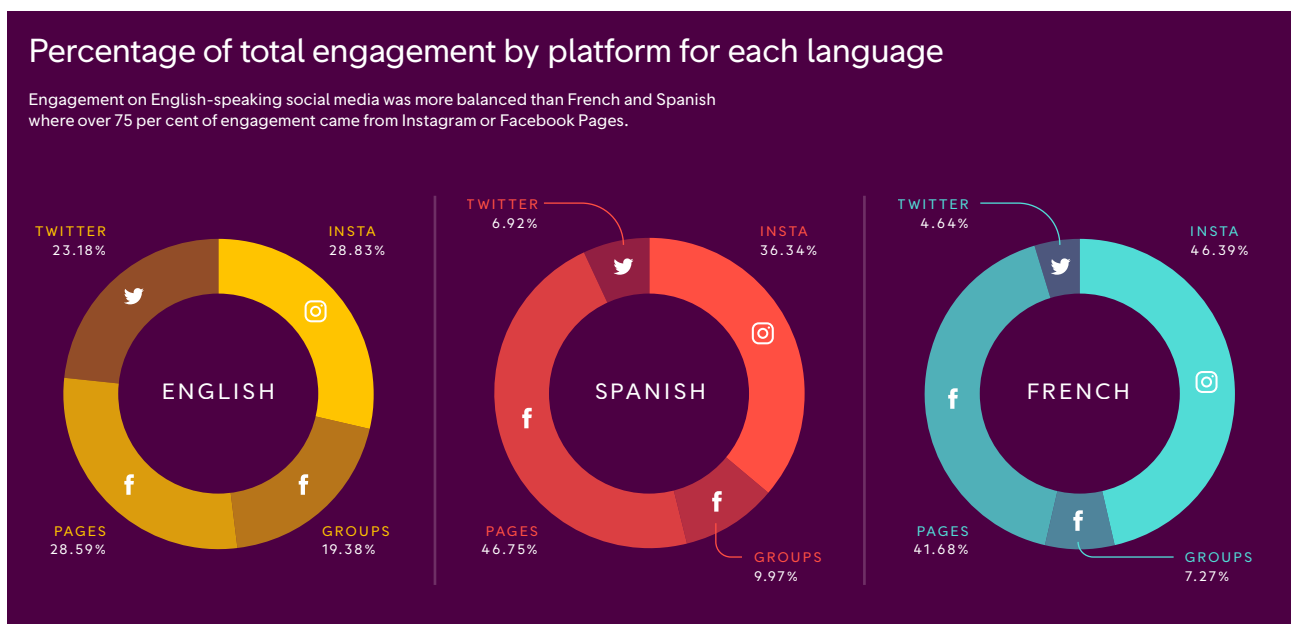 Percentage of total engagement by platform for each language
Engagement on English-speaking social media was more balanced than French and Spanish
where over 75 per cent of engagement came from Instagram or Facebook Pages.
TWITTER
23.18%
INSTA
28.83%
ENGLISH
PAGES
28.59%
GROUPS
19.38%
TWITTER
6.92%
INSTA
36.34%
SPANISH
PAGES
46.75%
GROUPS
9.97%
TWITTER
4.64%
INSTA
46.39%
FRENCH
PAGES
41.68%
GROUPS
7.27%